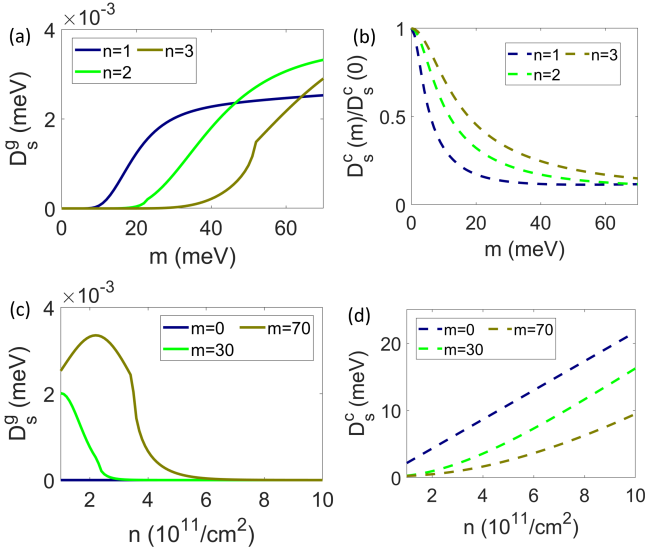 (a)
4 ×10⁻³
n=1 n=3
n=2
D_s^g (meV)
2
0
0 20 40 60
m (meV)
(b)
1
n=1 n=3
n=2
D_s^c (m)/D_s^c (0)
0.5
0
0 20 40 60
m (meV)
(c)
4 ×10⁻³
m=0 m=70
m=30
D_s^g (meV)
2
0
2 4 6 8 10
n (10¹¹/cm²)
(d)
m=0 m=70
m=30
D_s^c (meV)
20
10
0
2 4 6 8 10
n (10¹¹/cm²)